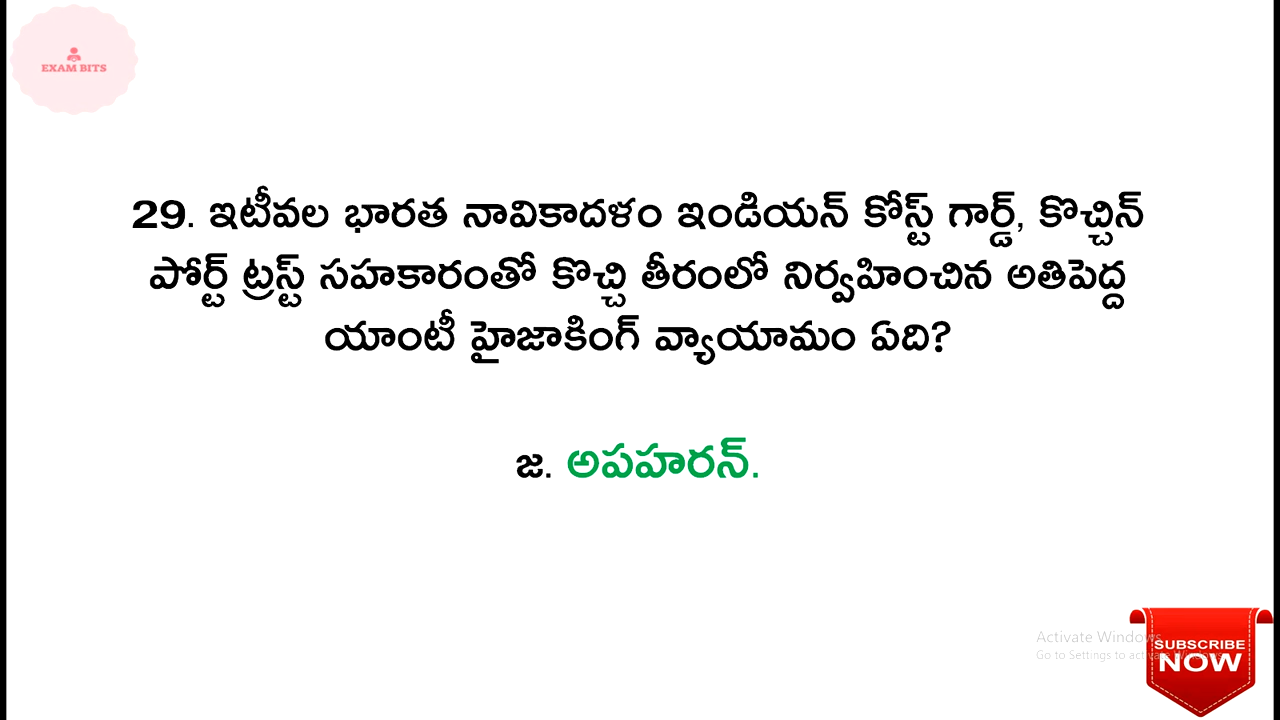 EXAM BITS
29. ఇటీవల భారత నావికాదళం ఇండియన్ కోస్ట్ గార్డ్, కొచ్చిన్
పోర్ట్ ట్రస్ట్ సహకారంతో కొచ్చి తీరంలో నిర్వహించిన అతిపెద్ద
యాంటీ హైజాకింగ్ వ్యాయామం ఏది?
జ. అపహరన్.
Activate Windows
Go to Settings to activate Windows.
SUBSCRIBE
NOW